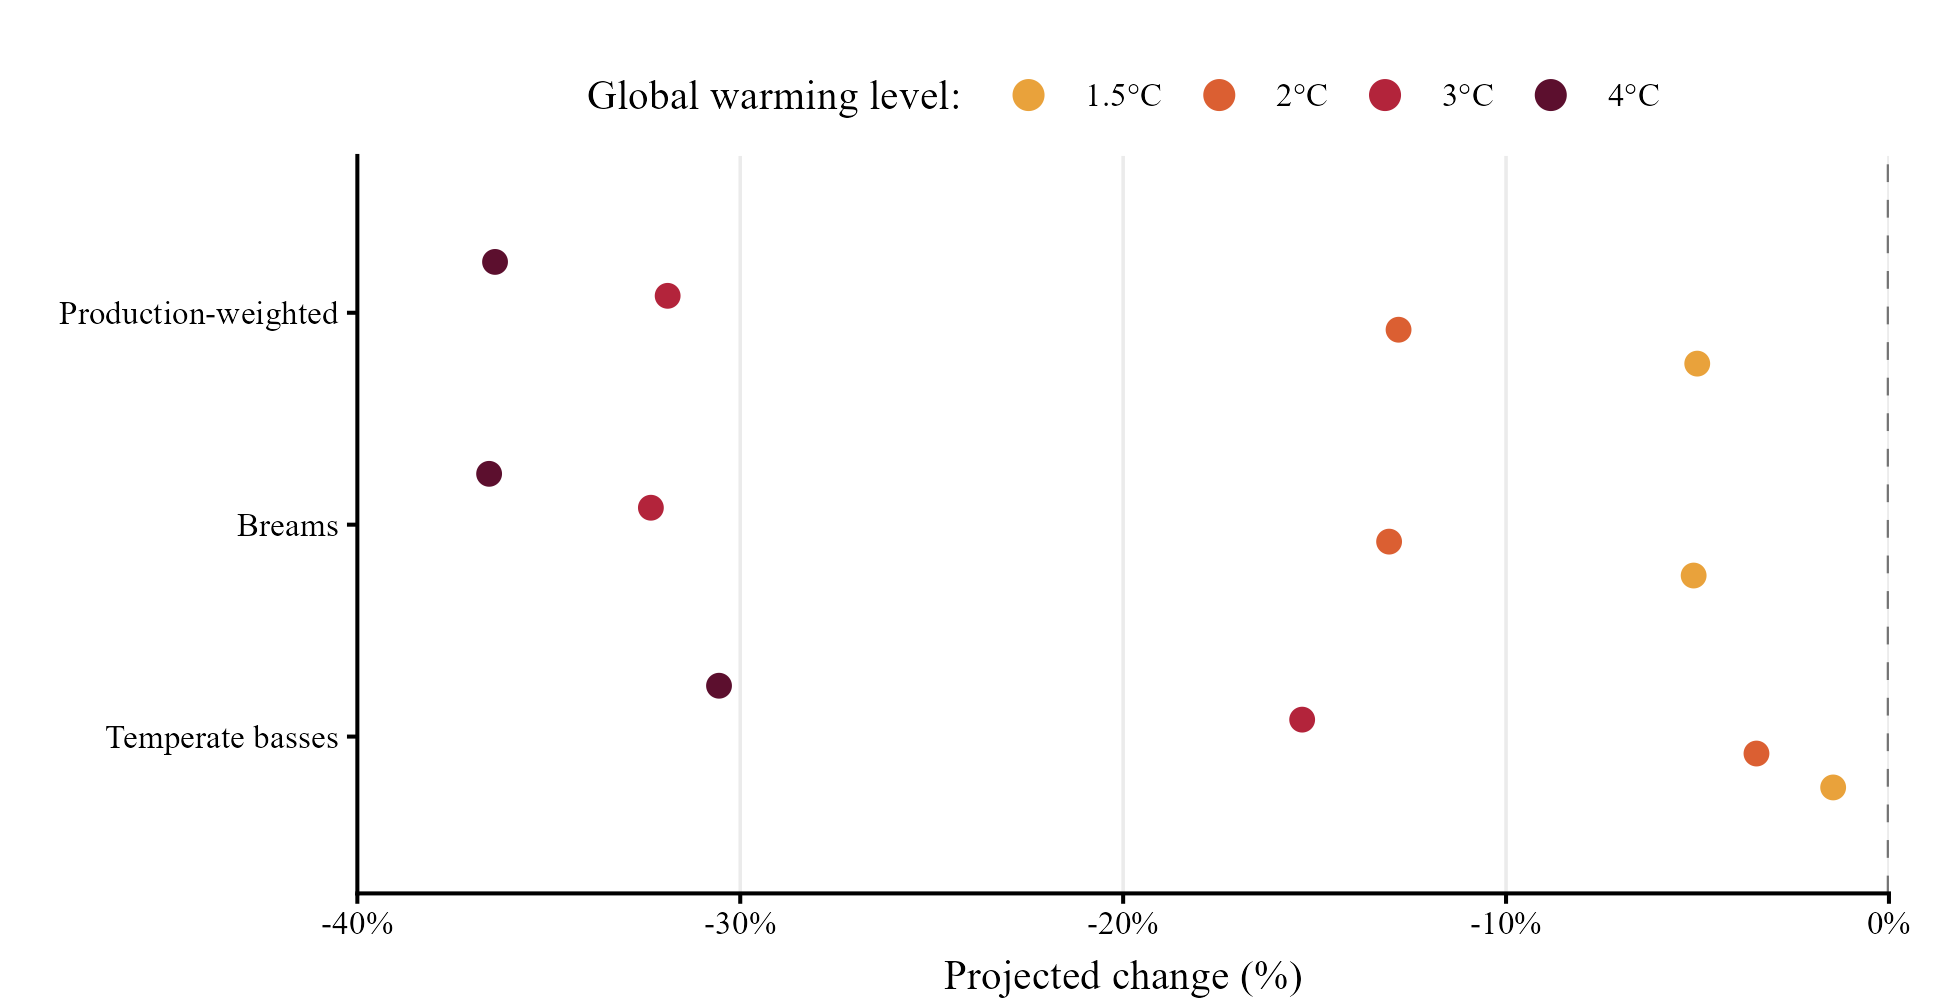 Global warming level: 1.5°C 2°C 3°C 4°C
Production-weighted
Breams
Temperate basses
-40% -30% -20% -10% 0%
Projected change (%)